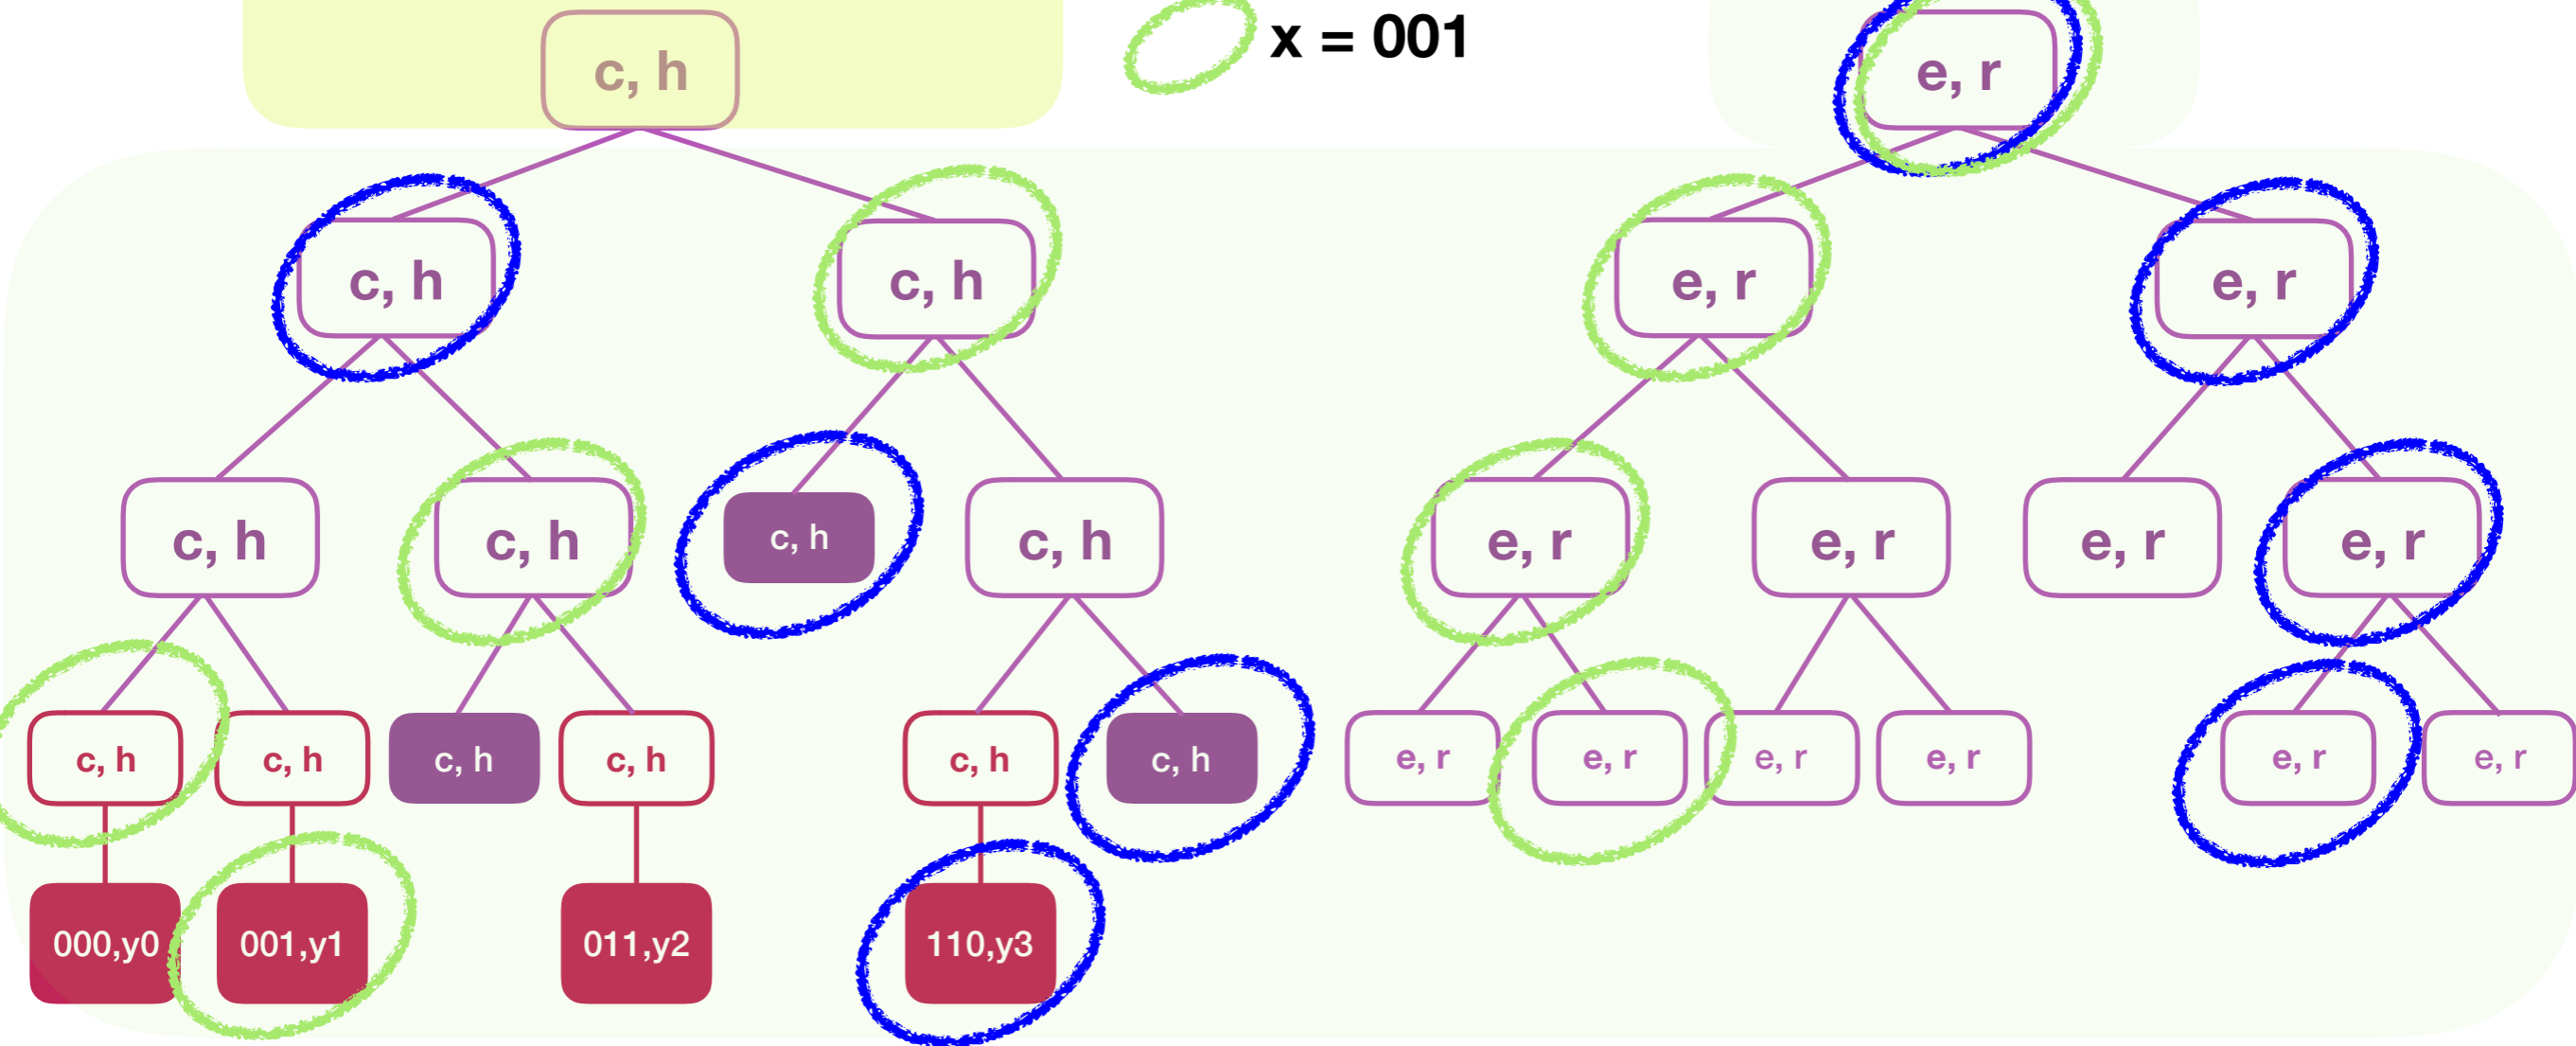 c, h
x = 001
e, r
c, h
c, h
e, r
e, r
c, h
c, h
c, h
c, h
e, r
e, r
e, r
e, r
c, h
c, h
c, h
c, h
c, h
c, h
e, r
e, r
e, r
e, r
e, r
e, r
000,y0
001,y1
011,y2
110,y3